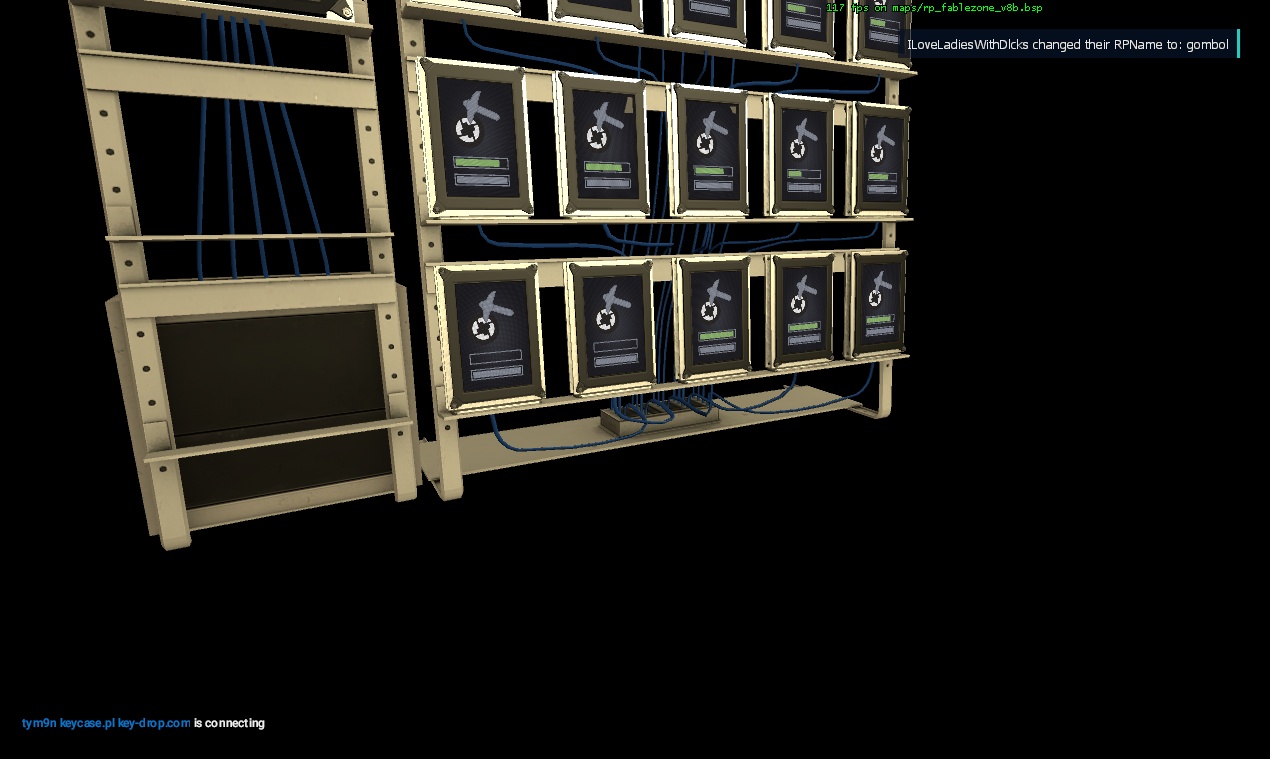 117 fps on maps/rp_fablezone_v8b.bsp
ILoveLadiesWithDlcks changed their RPName to: gombol
tym9n keycase.pl key-drop.com is connecting